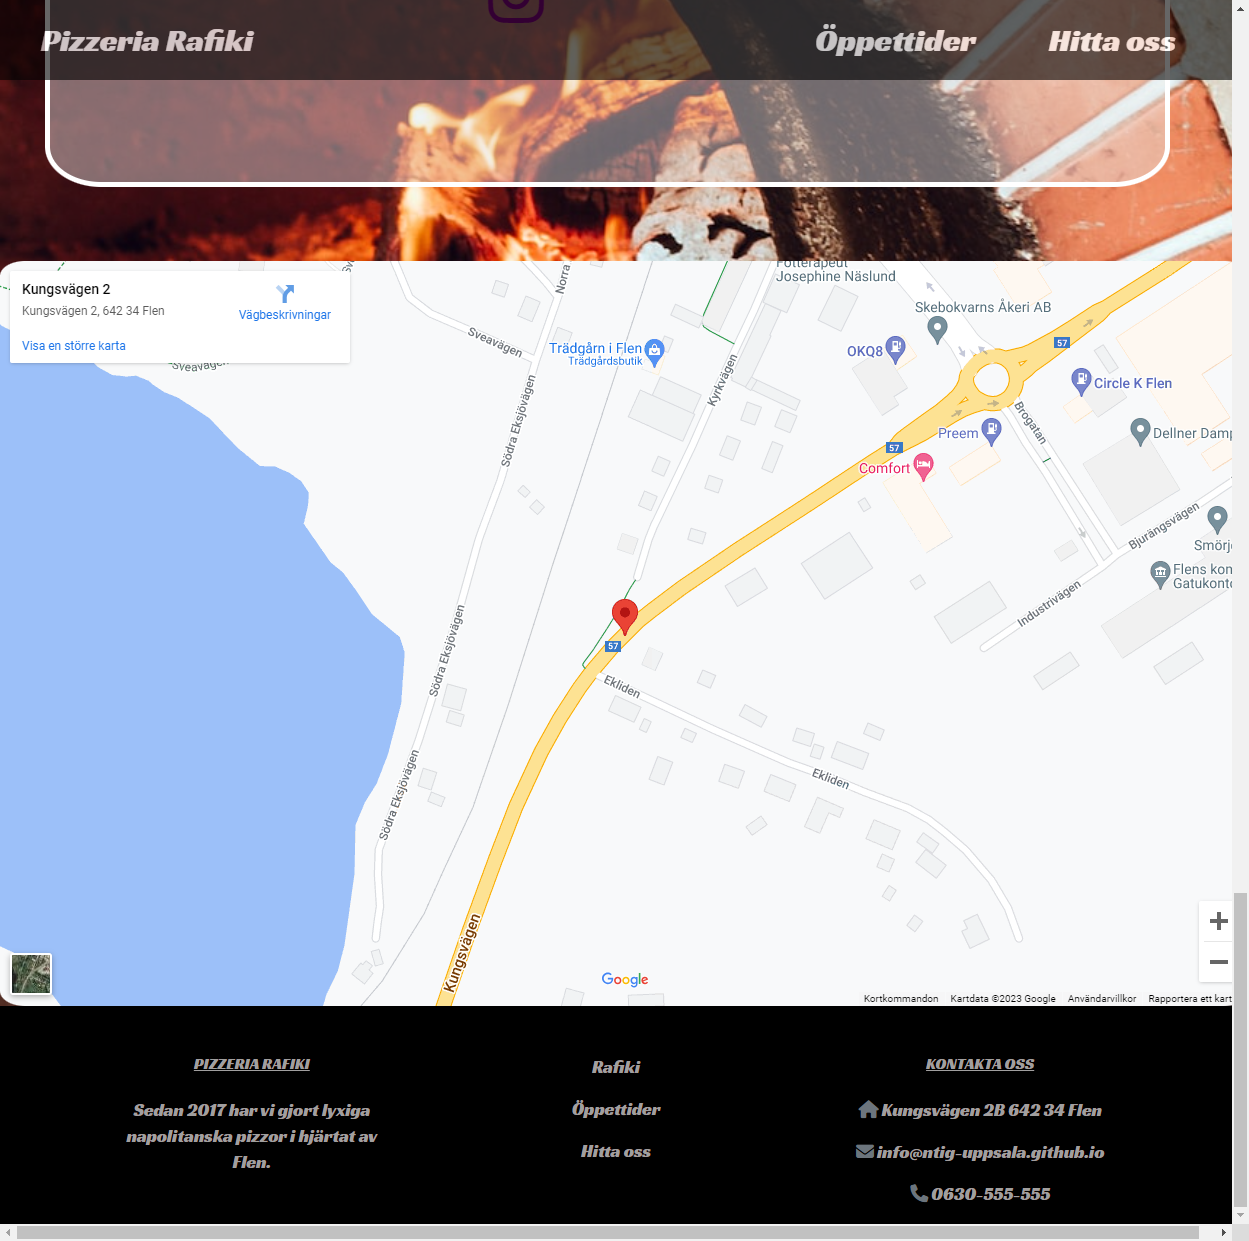 Pizzeria Rafiki
Öppettider
Hitta oss
Kungsvägen 2
Kungsvägen 2, 642 34 Flen
Vägbeskrivningar
Visa en större karta
Sveavägen
Sveavägen
Norra
Södra Eksjövägen
Södra Eksjövägen
Södra Eksjövägen
Trädgårn i Flen
Trädgårdsbutik
Kyrkvägen
Fotterapeut
Josephine Näslund
Skebokvarns Åkeri AB
OKQ8
57
Circle K Flen
Preem
57
Comfort
Brogatan
Dellner Damp
Bjurängsvägen
Smörj
Flens kon
Gatukonto
Industrivägen
57
Ekliden
Ekliden
Kungsvägen
Google
Kortkommandon
Kartdata ©2023 Google
Användarvillkor
Rapportera ett kart
PIZZERIA RAFIKI
Sedan 2017 har vi gjort lyxiga
napolitanska pizzor i hjärtat av
Flen.
Rafiki
Öppettider
Hitta oss
KONTAKTA OSS
Kungsvägen 2B 642 34 Flen
info@ntig-uppsala.github.io
0630-555-555